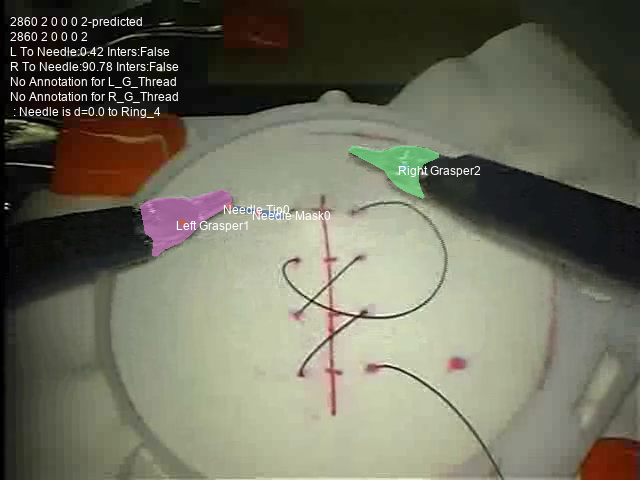 2860 2 0 0 0 2-predicted
2860 2 0 0 0 2
L To Needle:0.42 Inters:False
R To Needle:90.78 Inters:False
No Annotation for L_G_Thread
No Annotation for R_G_Thread
: Needle is d=0.0 to Ring_4
Right Grasper2
Needle Tip0
Needle Mask0
Left Grasper1